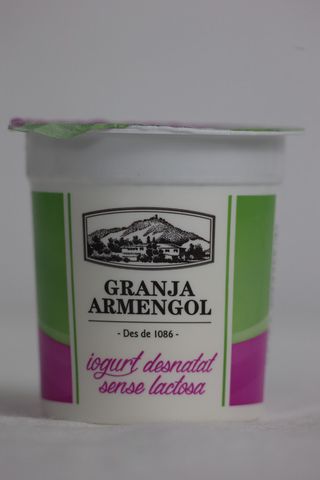 GRANJA
ARMENGOL
- Des de 1086 -
iogurt desnatat
sense lactosa